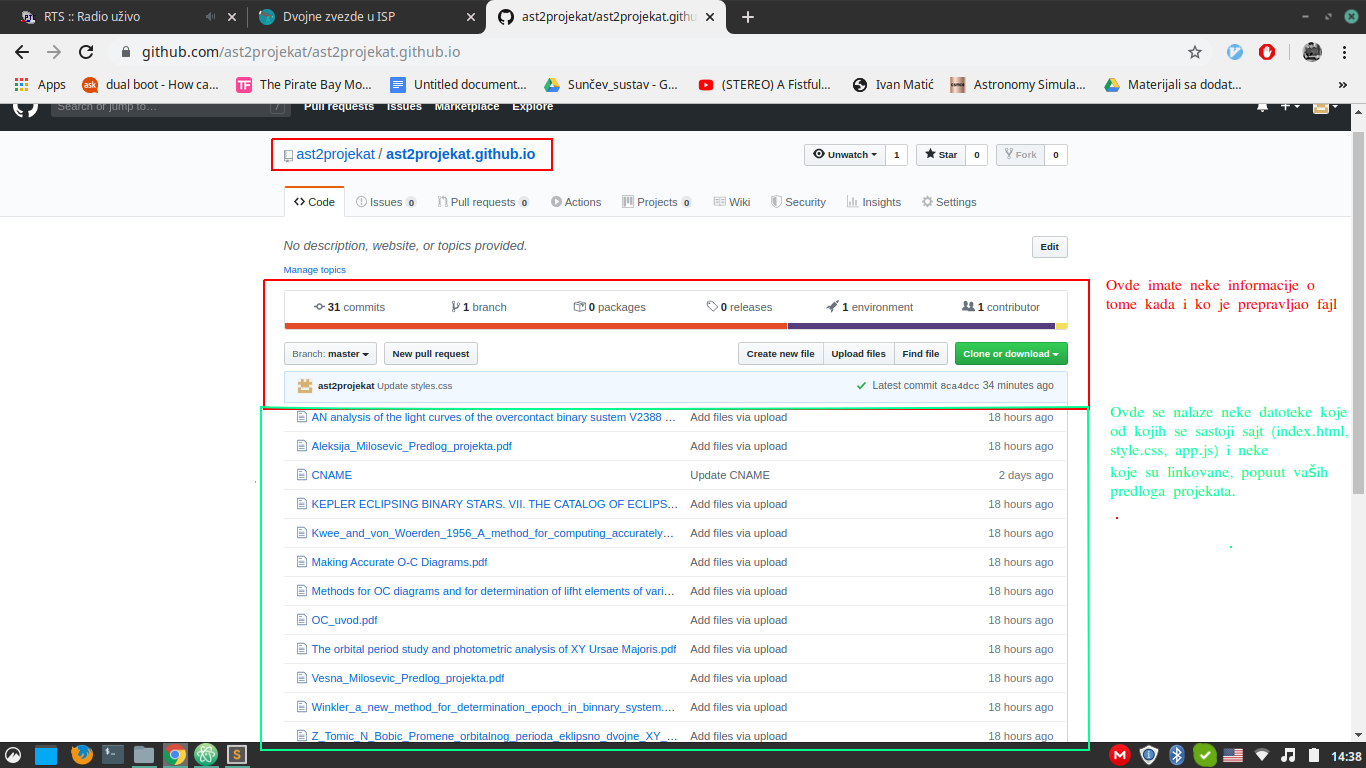 RTS :: Radio uživo
Dvojne zvezde u ISP
ast2projekat/ast2projekat.githu
github.com/ast2projekat/ast2projekat.github.io
Apps
ask
dual boot - How ca...
TF
The Pirate Bay Mo...
Untitled document...
Sunčev_sustav - G...
(STEREO) A Fistful...
Ivan Matić
Astronomy Simula...
Materijali sa dodat...
»
Search or jump to...
/
Pull requests
Issues
Marketplace
Explore
ast2projekat / ast2projekat.github.io
Unwatch
1
Star
0
Fork
0
Code
Issues 0
Pull requests 0
Actions
Projects 0
Wiki
Security
Insights
Settings
No description, website, or topics provided.
Edit
Manage topics
31 commits
1 branch
0 packages
0 releases
1 environment
1 contributor
Branch: master
New pull request
Create new file
Upload files
Find file
Clone or download
ast2projekat Update styles.css
Latest commit 8ca4dcc 34 minutes ago
AN analysis of the light curves of the overcontact binary sustem V2388 ...
Add files via upload
18 hours ago
Aleksija_Milosevic_Predlog_projekta.pdf
Add files via upload
18 hours ago
CNAME
Update CNAME
2 days ago
KEPLER ECLIPSING BINARY STARS. VII. THE CATALOG OF ECLIPS...
Add files via upload
18 hours ago
Kwee_and_von_Woerden_1956_A_method_for_computing_accurately...
Add files via upload
18 hours ago
Making Accurate O-C Diagrams.pdf
Add files via upload
18 hours ago
Methods for OC diagrams and for determination of lifht elements of vari...
Add files via upload
18 hours ago
OC_uvod.pdf
Add files via upload
18 hours ago
The orbital period study and photometric analysis of XY Ursae Majoris.pdf
Add files via upload
18 hours ago
Vesna_Milosevic_Predlog_projekta.pdf
Add files via upload
18 hours ago
Winkler_a_new_method_for_determination_epoch_in_binnary_system....
Add files via upload
18 hours ago
Z_Tomic_N_Bobic_Promene_orbitalnog_perioda_eklipsno_dvojne_XY_...
Add files via upload
18 hours ago
Ovde imate neke informacije o
tome kada i ko je prepravljao fajl
Ovde se nalaze neke datoteke koje
od kojih se sastoji sajt (index.html,
style.css, app.js) i neke
koje su linkovane, popuut vaših
predloga projekata.
14:38